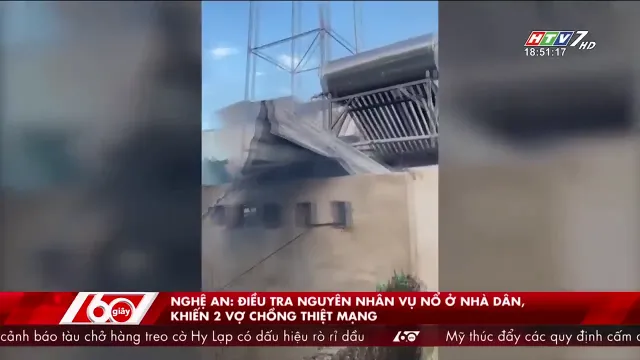 HTV7 HD
18:51:17
60 giây
NGHỆ AN: ĐIỀU TRA NGUYÊN NHÂN VỤ NỔ Ở NHÀ DÂN,
KHIẾN 2 VỢ CHỒNG THIỆT MẠNG
cảnh báo tàu chở hàng treo cờ Hy Lạp có dấu hiệu rò rỉ dầu 60 giây Mỹ thúc đẩy các quy định cấm đ